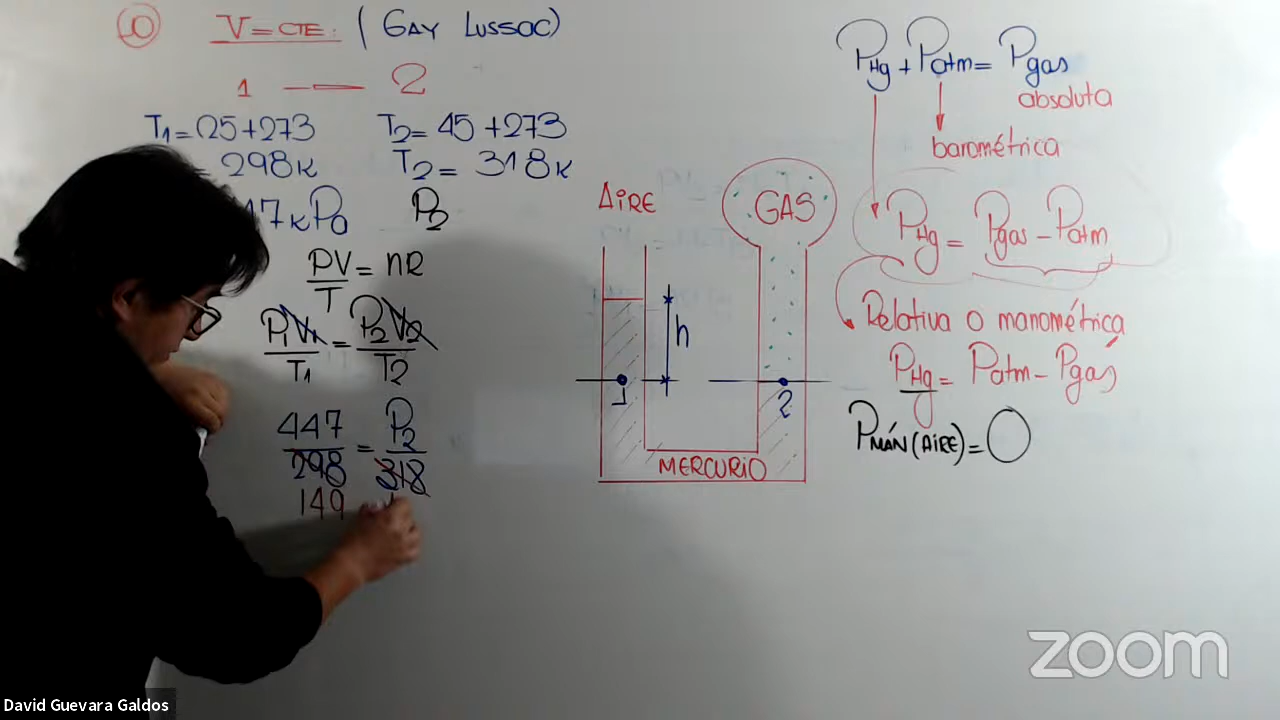 10 V=CTE. (GAY LUSSAC)
1 — 2
T1=25+273 T2=45+273
= 298K T2= 318K
47KPa P2
PV/T = nR
P1V1/T1 = P2V2/T2
447/298 = P2/318
149
AIRE
GAS
h
1 2
MERCURIO
PHg + Patm = Pgas
absoluta
barométrica
PHg = Pgas - Patm
Relativa o manométrica
PHg = Patm - Pgas
PMÁN(AIRE)=0
zoom
David Guevara Galdos